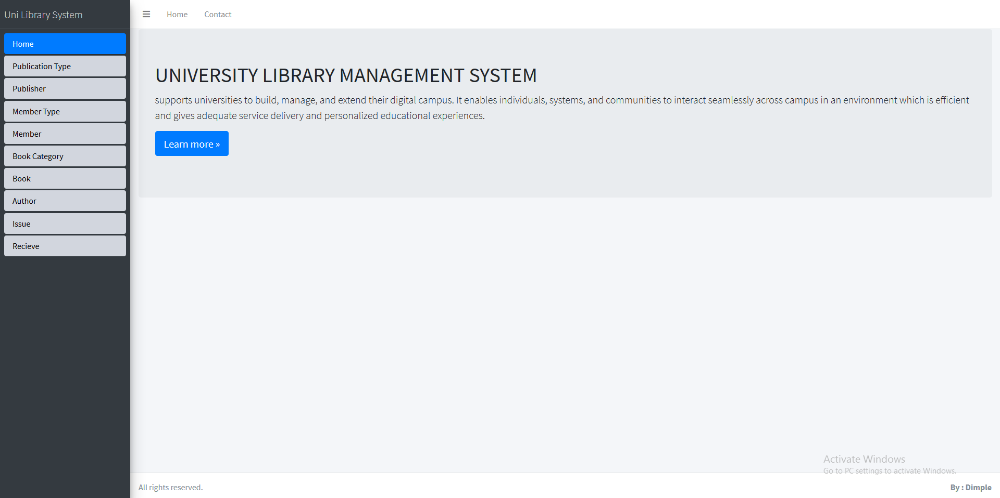 Uni Library System
Home
Contact
Home
Publication Type
Publisher
Member Type
Member
Book Category
Book
Author
Issue
Recieve
UNIVERSITY LIBRARY MANAGEMENT SYSTEM
supports universities to build, manage, and extend their digital campus. It enables individuals, systems, and communities to interact seamlessly across campus in an environment which is efficient
and gives adequate service delivery and personalized educational experiences.
Learn more »
Activate Windows
Go to PC settings to activate Windows.
All rights reserved.
By : Dimple